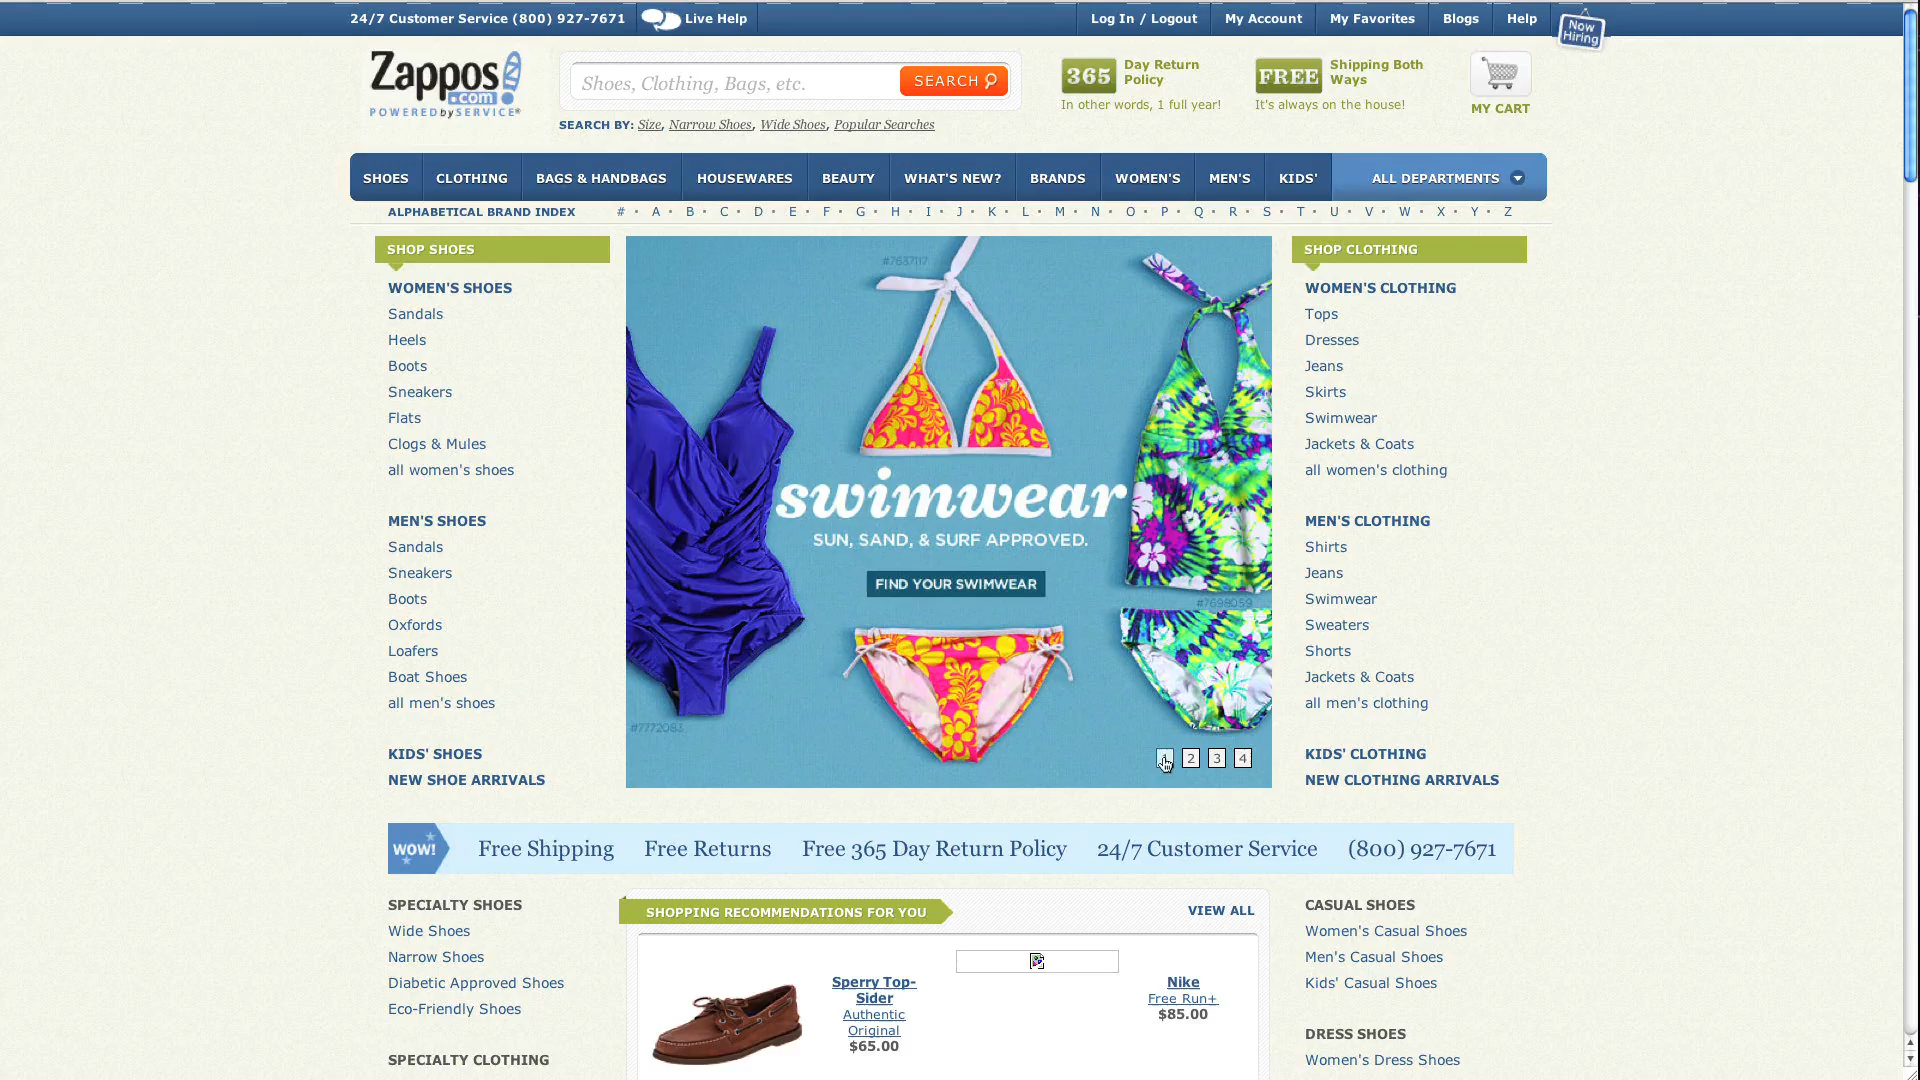 24/7 Customer Service (800) 927-7671
Live Help
Log In / Logout
My Account
My Favorites
Blogs
Help
Now
Hiring
Zappos
.com
POWERED by SERVICE®
Shoes, Clothing, Bags, etc.
SEARCH
SEARCH BY: Size, Narrow Shoes, Wide Shoes, Popular Searches
365 Day Return
Policy
In other words, 1 full year!
FREE Shipping Both
Ways
It's always on the house!
MY CART
SHOES
CLOTHING
BAGS & HANDBAGS
HOUSEWARES
BEAUTY
WHAT'S NEW?
BRANDS
WOMEN'S
MEN'S
KIDS'
ALL DEPARTMENTS
ALPHABETICAL BRAND INDEX
# • A • B • C • D • E • F • G • H • I • J • K • L • M • N • O • P • Q • R • S • T • U • V • W • X • Y • Z
SHOP SHOES
WOMEN'S SHOES
Sandals
Heels
Boots
Sneakers
Flats
Clogs & Mules
all women's shoes
MEN'S SHOES
Sandals
Sneakers
Boots
Oxfords
Loafers
Boat Shoes
all men's shoes
KIDS' SHOES
NEW SHOE ARRIVALS
#7637117
swimwear
SUN, SAND, & SURF APPROVED.
FIND YOUR SWIMWEAR
#7698059
#7772083
1 2 3 4
SHOP CLOTHING
WOMEN'S CLOTHING
Tops
Dresses
Jeans
Skirts
Swimwear
Jackets & Coats
all women's clothing
MEN'S CLOTHING
Shirts
Jeans
Swimwear
Sweaters
Shorts
Jackets & Coats
all men's clothing
KIDS' CLOTHING
NEW CLOTHING ARRIVALS
WOW!
Free Shipping
Free Returns
Free 365 Day Return Policy
24/7 Customer Service
(800) 927-7671
SPECIALTY SHOES
Wide Shoes
Narrow Shoes
Diabetic Approved Shoes
Eco-Friendly Shoes
SPECIALTY CLOTHING
SHOPPING RECOMMENDATIONS FOR YOU
VIEW ALL
Sperry Top-
Sider
Authentic
Original
$65.00
Nike
Free Run+
$85.00
CASUAL SHOES
Women's Casual Shoes
Men's Casual Shoes
Kids' Casual Shoes
DRESS SHOES
Women's Dress Shoes